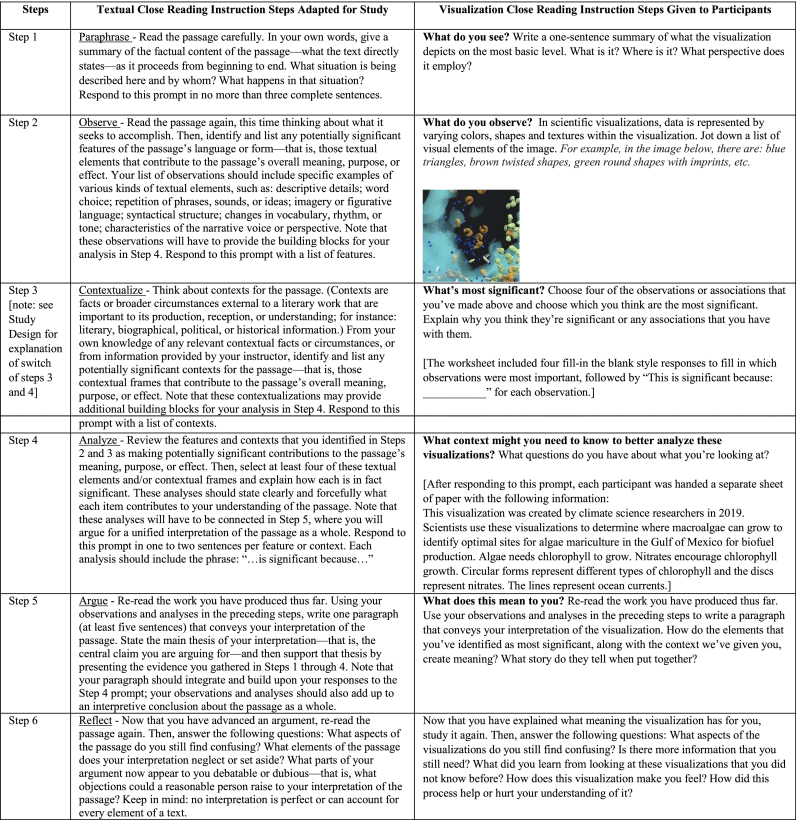 Steps
Textual Close Reading Instruction Steps Adapted for Study
Visualization Close Reading Instruction Steps Given to Participants
Step 1
Paraphrase - Read the passage carefully. In your own words, give a
summary of the factual content of the passage—what the text directly
states—as it proceeds from beginning to end. What situation is being
described here and by whom? What happens in that situation?
Respond to this prompt in no more than three complete sentences.
What do you see? Write a one-sentence summary of what the visualization
depicts on the most basic level. What is it? Where is it? What perspective does
it employ?
Step 2
Observe - Read the passage again, this time thinking about what it
seeks to accomplish. Then, identify and list any potentially significant
features of the passage's language or form—that is, those textual
elements that contribute to the passage's overall meaning, purpose, or
effect. Your list of observations should include specific examples of
various kinds of textual elements, such as: descriptive details; word
choice; repetition of phrases, sounds, or ideas; imagery or figurative
language; syntactical structure; changes in vocabulary, rhythm, or
tone; characteristics of the narrative voice or perspective. Note that
these observations will have to provide the building blocks for your
analysis in Step 4. Respond to this prompt with a list of features.
What do you observe? In scientific visualizations, data is represented by
varying colors, shapes and textures within the visualization. Jot down a list of
visual elements of the image. For example, in the image below, there are: blue
triangles, brown twisted shapes, green round shapes with imprints, etc.
Step 3
[note: see
Study
Design for
explanation
of switch
of steps 3
and 4]
Contextualize - Think about contexts for the passage. (Contexts are
facts or broader circumstances external to a literary work that are
important to its production, reception, or understanding; for instance:
literary, biographical, political, or historical information.) From your
own knowledge of any relevant contextual facts or circumstances, or
from information provided by your instructor, identify and list any
potentially significant contexts for the passage—that is, those
contextual frames that contribute to the passage's overall meaning,
purpose, or effect. Note that these contextualizations may provide
additional building blocks for your analysis in Step 4. Respond to this
prompt with a list of contexts.
What's most significant? Choose four of the observations or associations that
you've made above and choose which you think are the most significant.
Explain why you think they're significant or any associations that you have
with them.
[The worksheet included four fill-in the blank style responses to fill in which
observations were most important, followed by "This is significant because:
___________" for each observation.]
Step 4
Analyze - Review the features and contexts that you identified in Steps
2 and 3 as making potentially significant contributions to the passage's
meaning, purpose, or effect. Then, select at least four of these textual
elements and/or contextual frames and explain how each is in fact
significant. These analyses should state clearly and forcefully what
each item contributes to your understanding of the passage. Note that
these analyses will have to be connected in Step 5, where you will
argue for a unified interpretation of the passage as a whole. Respond to
this prompt in one to two sentences per feature or context. Each
analysis should include the phrase: "…is significant because…"
What context might you need to know to better analyze these
visualizations? What questions do you have about what you're looking at?
[After responding to this prompt, each participant was handed a separate sheet
of paper with the following information:
This visualization was created by climate science researchers in 2019.
Scientists use these visualizations to determine where macroalgae can grow to
identify optimal sites for algae mariculture in the Gulf of Mexico for biofuel
production. Algae needs chlorophyll to grow. Nitrates encourage chlorophyll
growth. Circular forms represent different types of chlorophyll and the discs
represent nitrates. The lines represent ocean currents.]
Step 5
Argue - Re-read the work you have produced thus far. Using your
observations and analyses in the preceding steps, write one paragraph
(at least five sentences) that conveys your interpretation of the
passage. State the main thesis of your interpretation—that is, the
central claim you are arguing for—and then support that thesis by
presenting the evidence you gathered in Steps 1 through 4. Note that
your paragraph should integrate and build upon your responses to the
Step 4 prompt; your observations and analyses should also add up to
an interpretive conclusion about the passage as a whole.
What does this mean to you? Re-read the work you have produced thus far.
Use your observations and analyses in the preceding steps to write a paragraph
that conveys your interpretation of the visualization. How do the elements that
you've identified as most significant, along with the context we've given you,
create meaning? What story do they tell when put together?
Step 6
Reflect - Now that you have advanced an argument, re-read the
passage again. Then, answer the following questions: What aspects of
the passage do you still find confusing? What elements of the passage
does your interpretation neglect or set aside? What parts of your
argument now appear to you debatable or dubious—that is, what
objections could a reasonable person raise to your interpretation of the
passage? Keep in mind: no interpretation is perfect or can account for
every element of a text.
Now that you have explained what meaning the visualization has for you,
study it again. Then, answer the following questions: What aspects of the
visualizations do you still find confusing? Is there more information that you
still need? What did you learn from looking at these visualizations that you did
not know before? How does this visualization make you feel? How did this
process help or hurt your understanding of it?